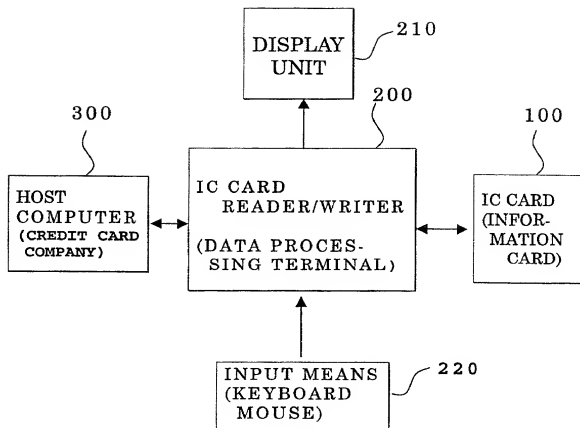 210
DISPLAY
UNIT
300
200
100
HOST
COMPUTER
(CREDIT CARD
COMPANY)
IC CARD
READER/WRITER
(DATA PROCES-
SING TERMINAL)
IC CARD
(INFOR-
MATION
CARD)
INPUT MEANS
(KEYBOARD
MOUSE)
220